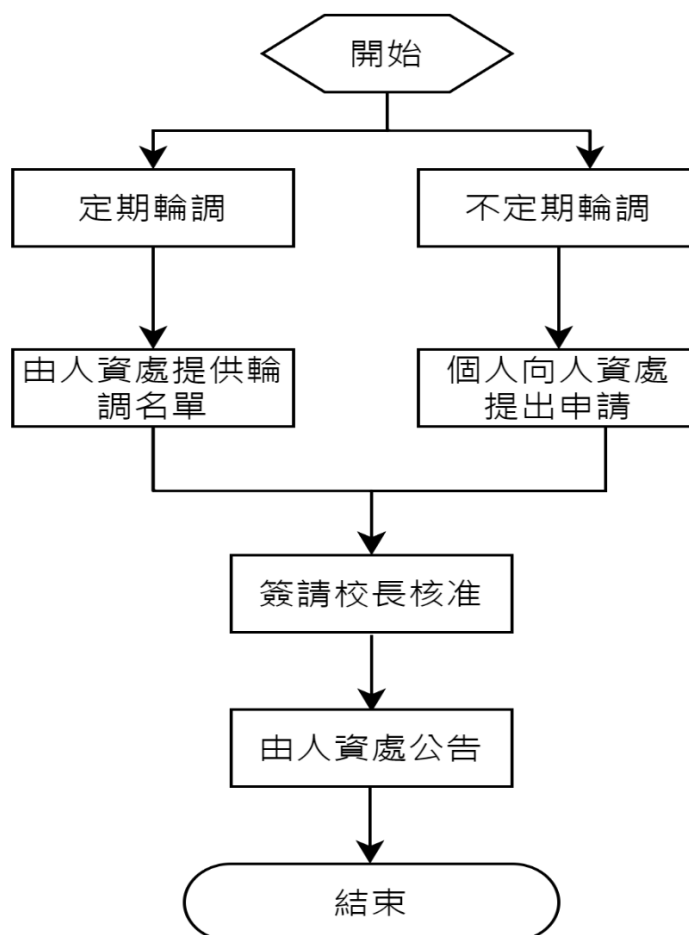 開始
定期輪調
不定期輪調
由人資處提供輪
調名單
個人向人資處
提出申請
簽請校長核准
由人資處公告
結束